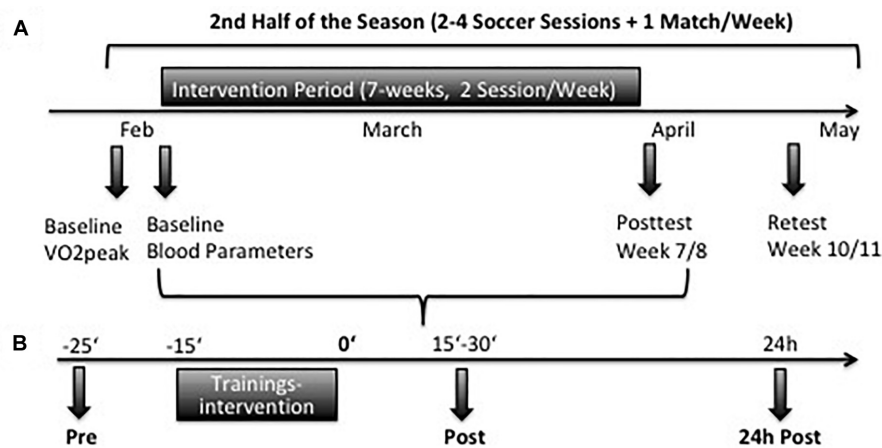 A
2nd Half of the Season (2-4 Soccer Sessions + 1 Match/Week)
Intervention Period (7-weeks, 2 Session/Week)
Feb March April May
Baseline
VO2peak
Baseline
Blood Parameters
Posttest
Week 7/8
Retest
Week 10/11
B
-25‘ -15‘ 0‘ 15‘-30‘ 24h
Trainings-
intervention
Pre Post 24h Post